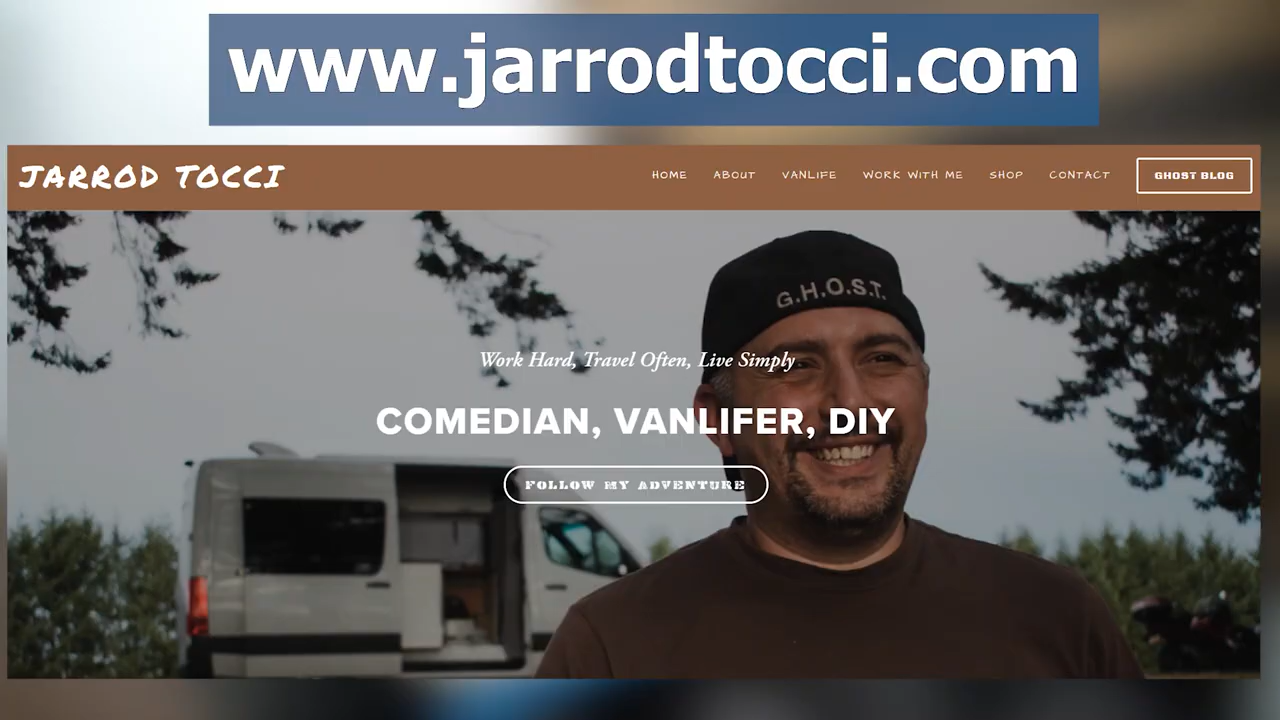 www.jarrodtocci.com
JARROD TOCCI
HOME ABOUT VANLIFE WORK WITH ME SHOP CONTACT GHOST BLOG
G.H.O.S.T.
Work Hard, Travel Often, Live Simply
COMEDIAN, VANLIFER, DIY
FOLLOW MY ADVENTURE